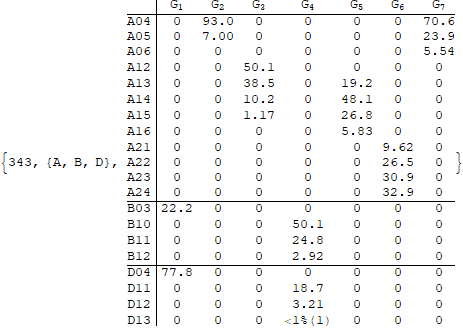 G₁ G₂ G₃ G₄ G₅ G₆ G₇
A04 0 93.0 0 0 0 0 70.6
A05 0 7.00 0 0 0 0 23.9
A06 0 0 0 0 0 0 5.54
A12 0 0 50.1 0 0 0 0
A13 0 0 38.5 0 19.2 0 0
A14 0 0 10.2 0 48.1 0 0
A15 0 0 1.17 0 26.8 0 0
A16 0 0 0 0 5.83 0 0
A21 0 0 0 0 0 9.62 0
{343, {A, B, D}, A22 0 0 0 0 0 26.5 0 }
A23 0 0 0 0 0 30.9 0
A24 0 0 0 0 0 32.9 0
B03 22.2 0 0 0 0 0 0
B10 0 0 0 50.1 0 0 0
B11 0 0 0 24.8 0 0 0
B12 0 0 0 2.92 0 0 0
D04 77.8 0 0 0 0 0 0
D11 0 0 0 18.7 0 0 0
D12 0 0 0 3.21 0 0 0
D13 0 0 0 <1%(1) 0 0 0